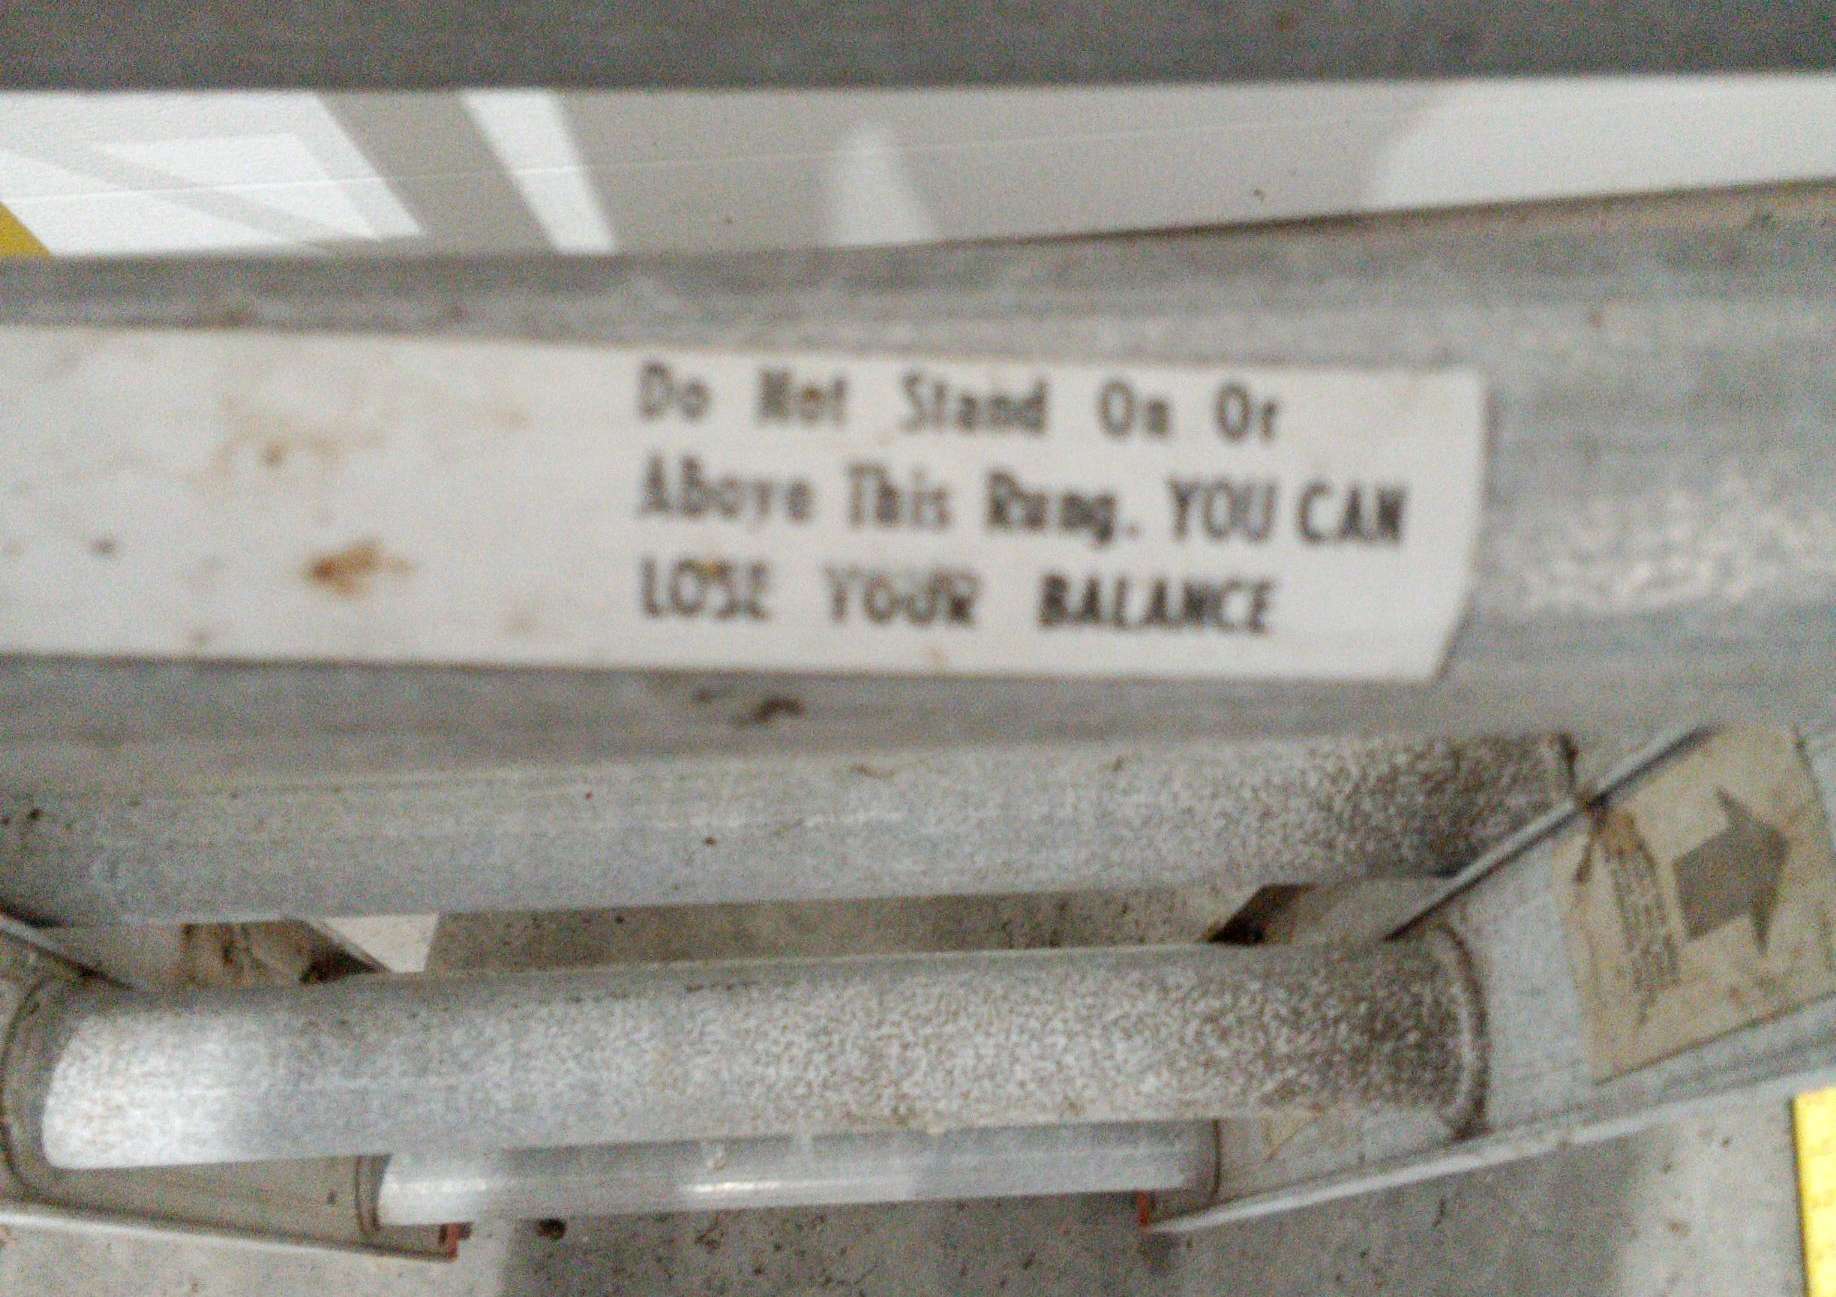 Do Not Stand On Or
ABove This Rung. YOU CAN
LOSE YOUR BALANCE